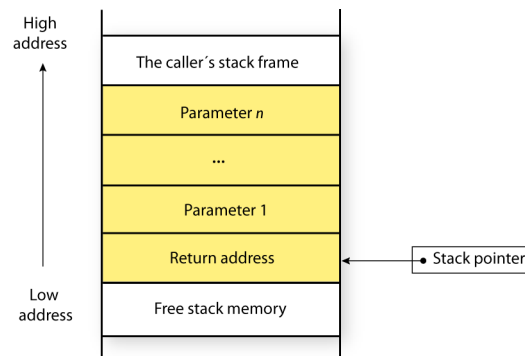 High
address
The caller´s stack frame
Parameter n
...
Parameter 1
Return address
Stack pointer
Low
address
Free stack memory